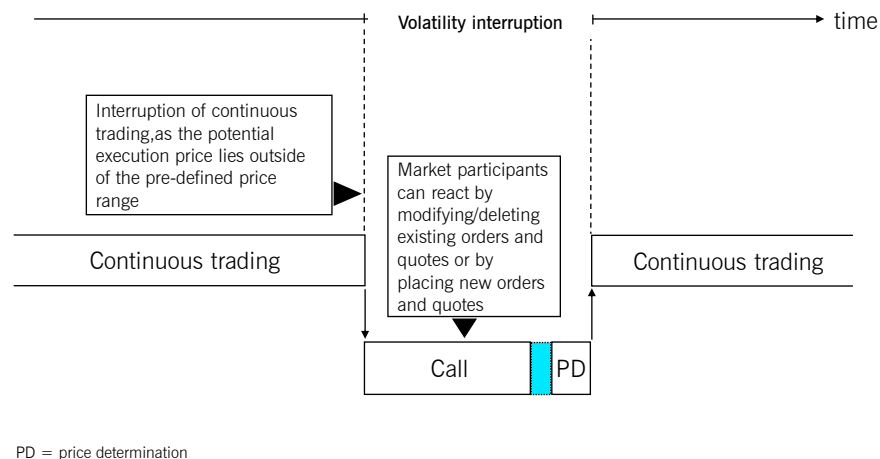 Volatility interruption
time
Interruption of continuous
trading,as the potential
execution price lies outside
of the pre-defined price
range
Market participants
can react by
modifying/deleting
existing orders and
quotes or by
placing new orders
and quotes
Continuous trading
Continuous trading
Call
PD
PD = price determination